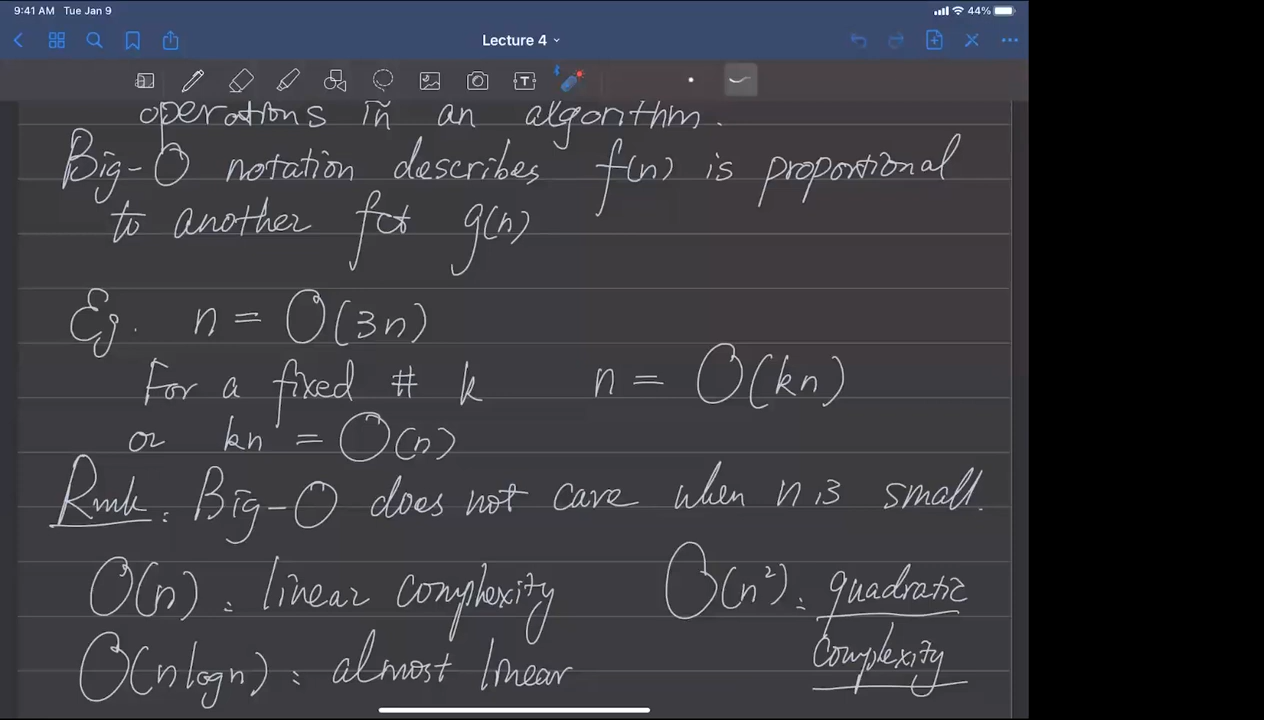 9:41 AM Tue Jan 9 44%
Lecture 4
operations in an algorithm.
Big-O notation describes f(n) is proportional
to another fct g(n)
Eg. n = O(3n)
For a fixed # k n = O(kn)
or kn = O(n)
Rmk: Big-O does not care when n is small.
O(n): linear complexity O(n²): quadratic
O(n log n): almost linear complexity